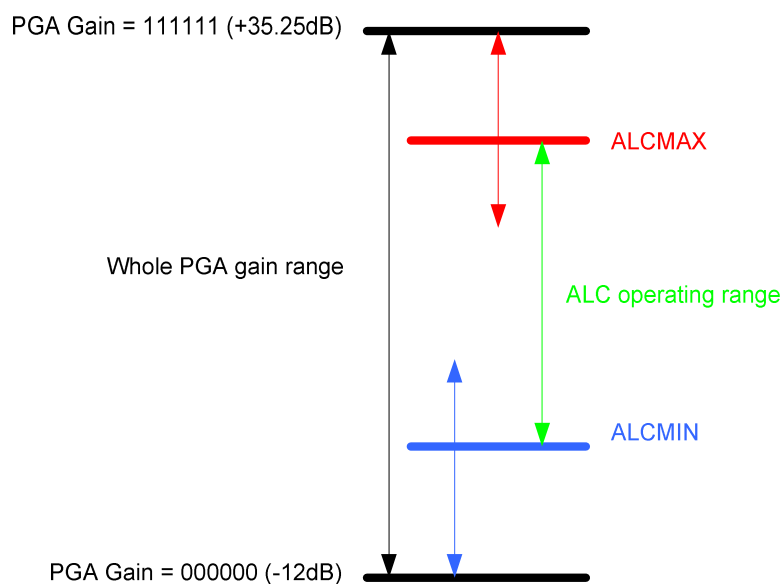 PGA Gain = 111111 (+35.25dB)
ALCMAX
Whole PGA gain range
ALC operating range
ALCMIN
PGA Gain = 000000 (-12dB)